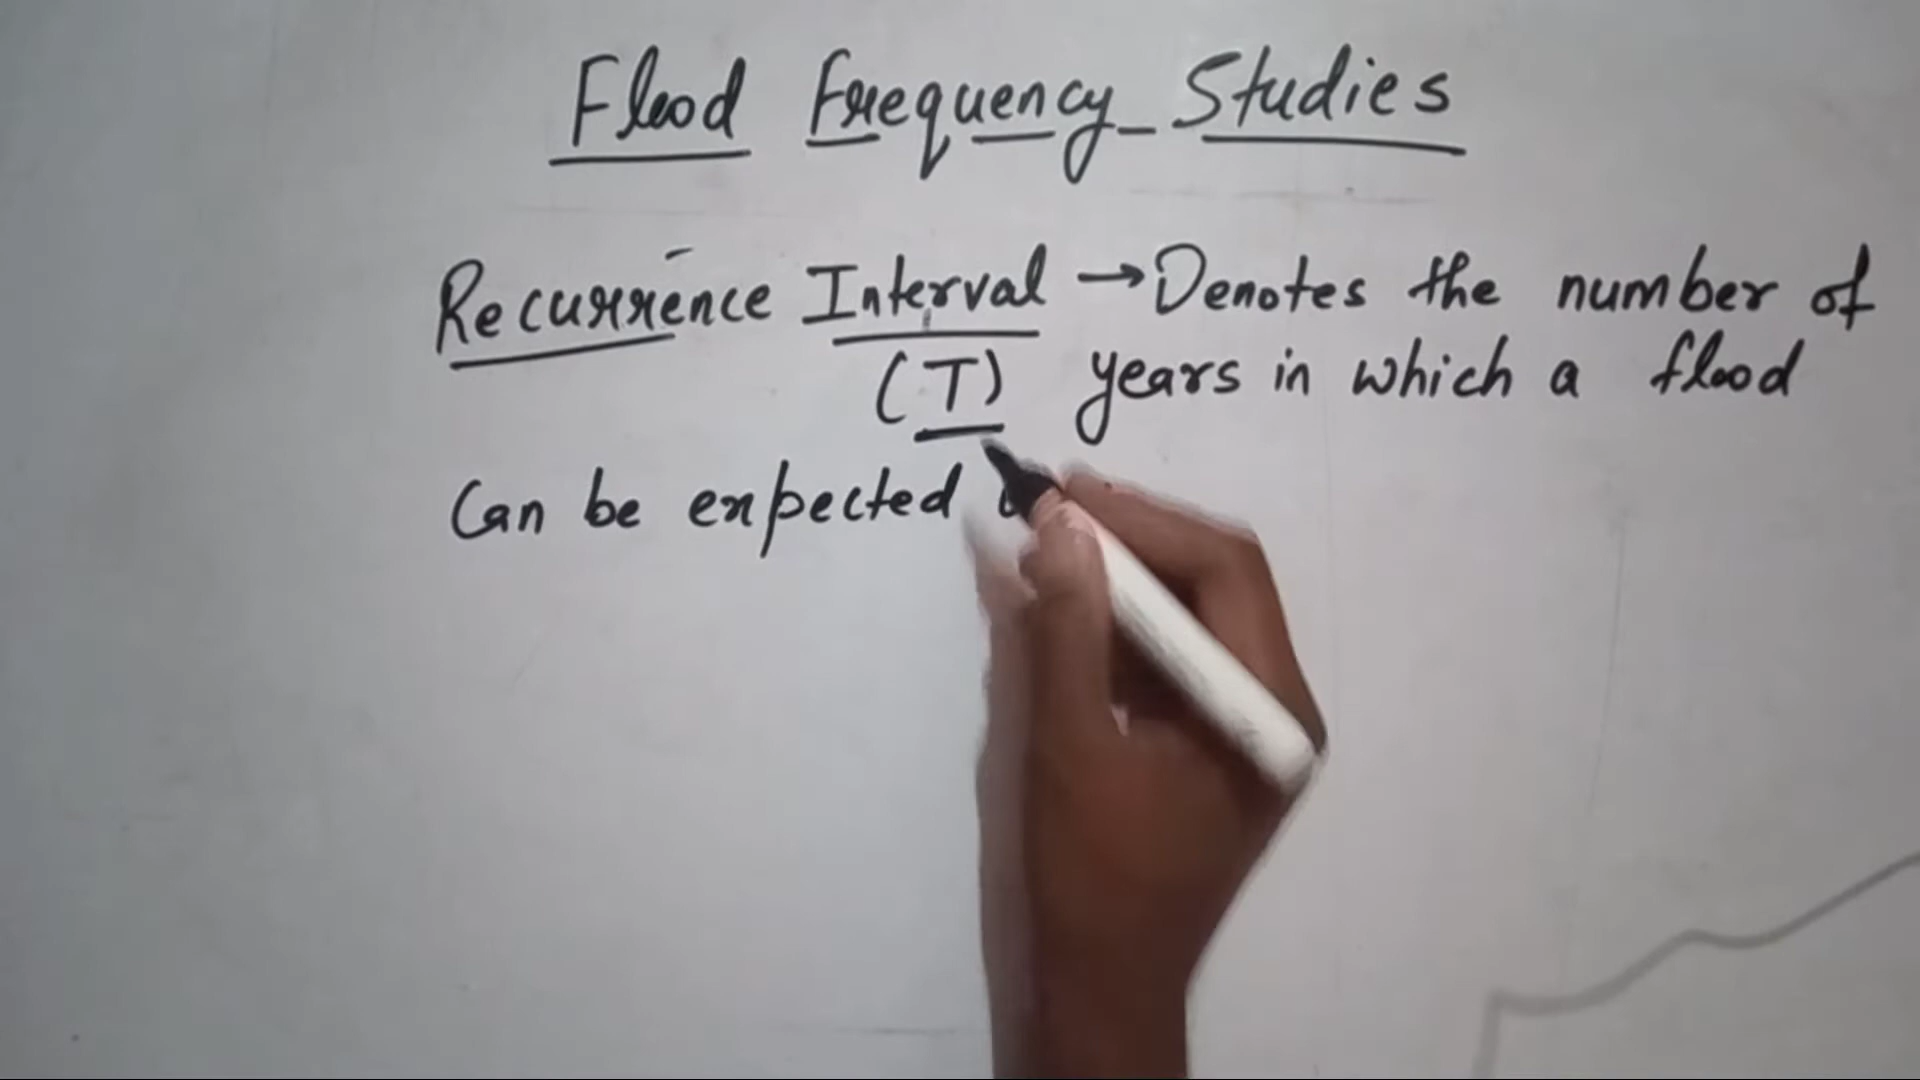 Flood Frequency Studies
Recurrence Interval → Denotes the number of
(T) years in which a flood
Can be expected